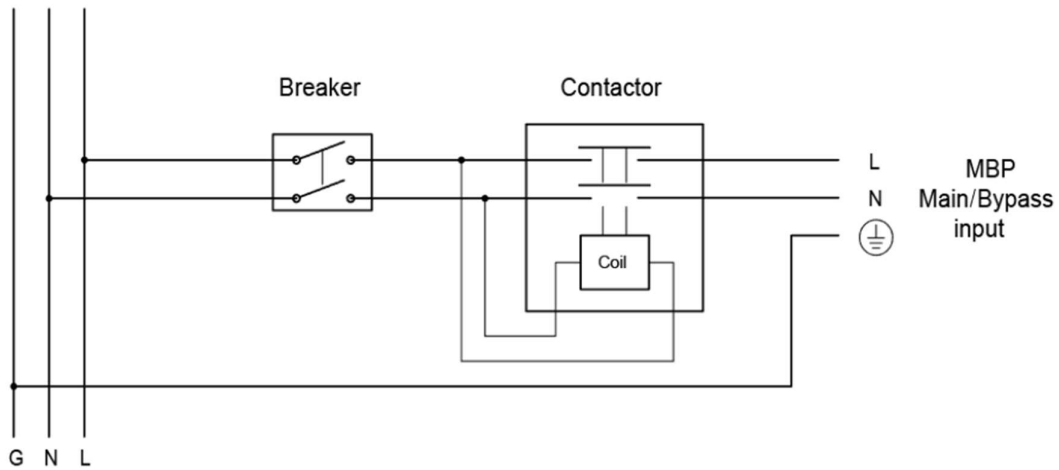 Breaker
Contactor
L
N
MBP
Main/Bypass
input
Coil
G N L